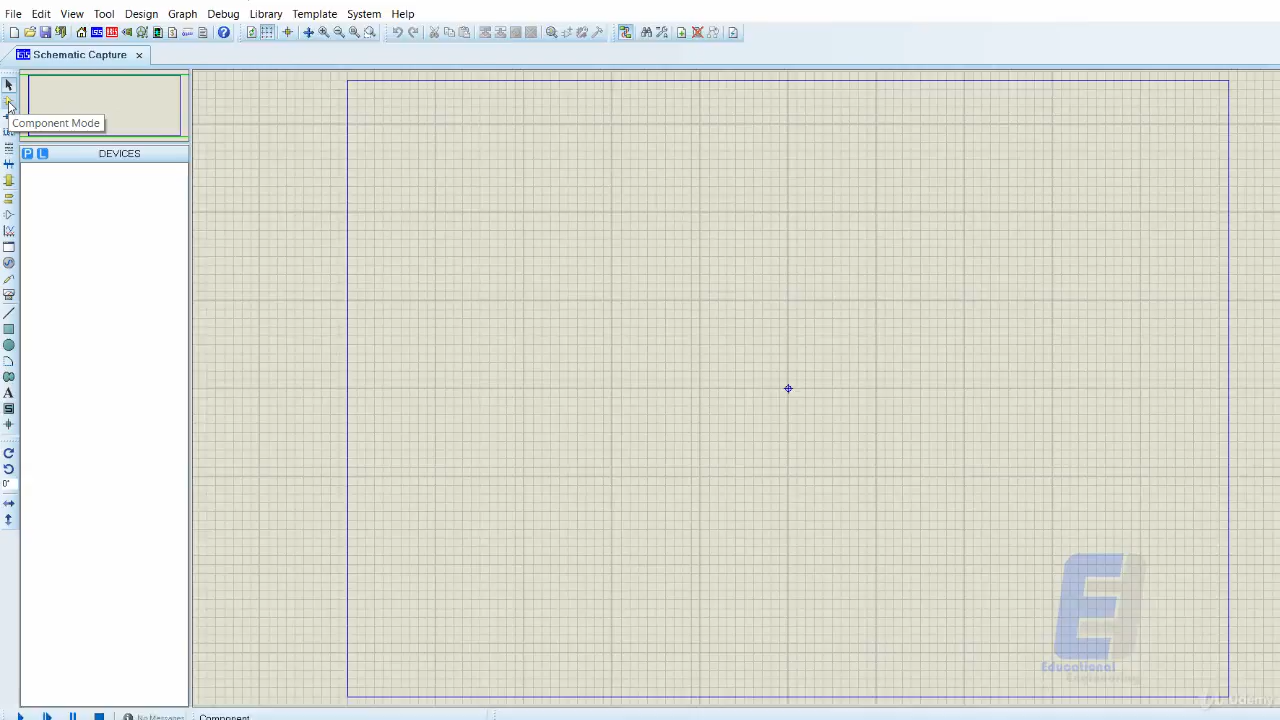 File Edit View Tool Design Graph Debug Library Template System Help
Schematic Capture
Component Mode
P L DEVICES
A
S
0°
Educational
Engineering
No Messages Component
Udemy